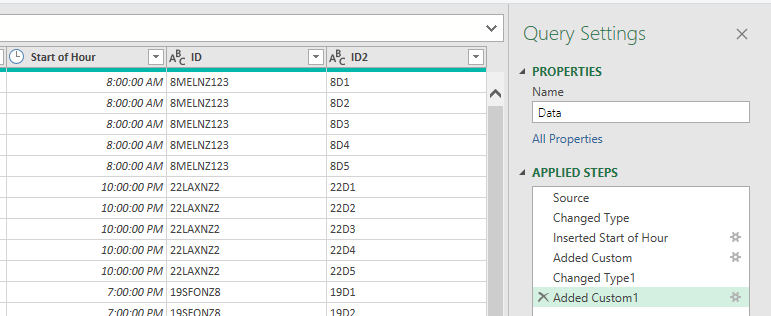 Query Settings
Start of Hour ABC ID ABC ID2
8:00:00 AM 8MELNZ123 8D1
8:00:00 AM 8MELNZ123 8D2
8:00:00 AM 8MELNZ123 8D3
8:00:00 AM 8MELNZ123 8D4
8:00:00 AM 8MELNZ123 8D5
10:00:00 PM 22LAXNZ2 22D1
10:00:00 PM 22LAXNZ2 22D2
10:00:00 PM 22LAXNZ2 22D3
10:00:00 PM 22LAXNZ2 22D4
10:00:00 PM 22LAXNZ2 22D5
7:00:00 PM 19SFONZ8 19D1
7:00:00 PM 19SFONZ8 19D2
PROPERTIES
Name
Data
All Properties
APPLIED STEPS
Source
Changed Type
Inserted Start of Hour
Added Custom
Changed Type1
Added Custom1